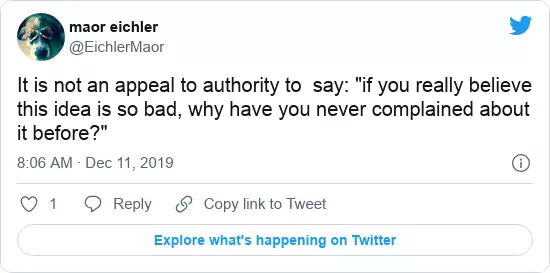 maor eichler
@EichlerMaor
It is not an appeal to authority to  say: "if you really believe
this idea is so bad, why have you never complained about
it before?"
8:06 AM · Dec 11, 2019
1 Reply Copy link to Tweet
Explore what's happening on Twitter